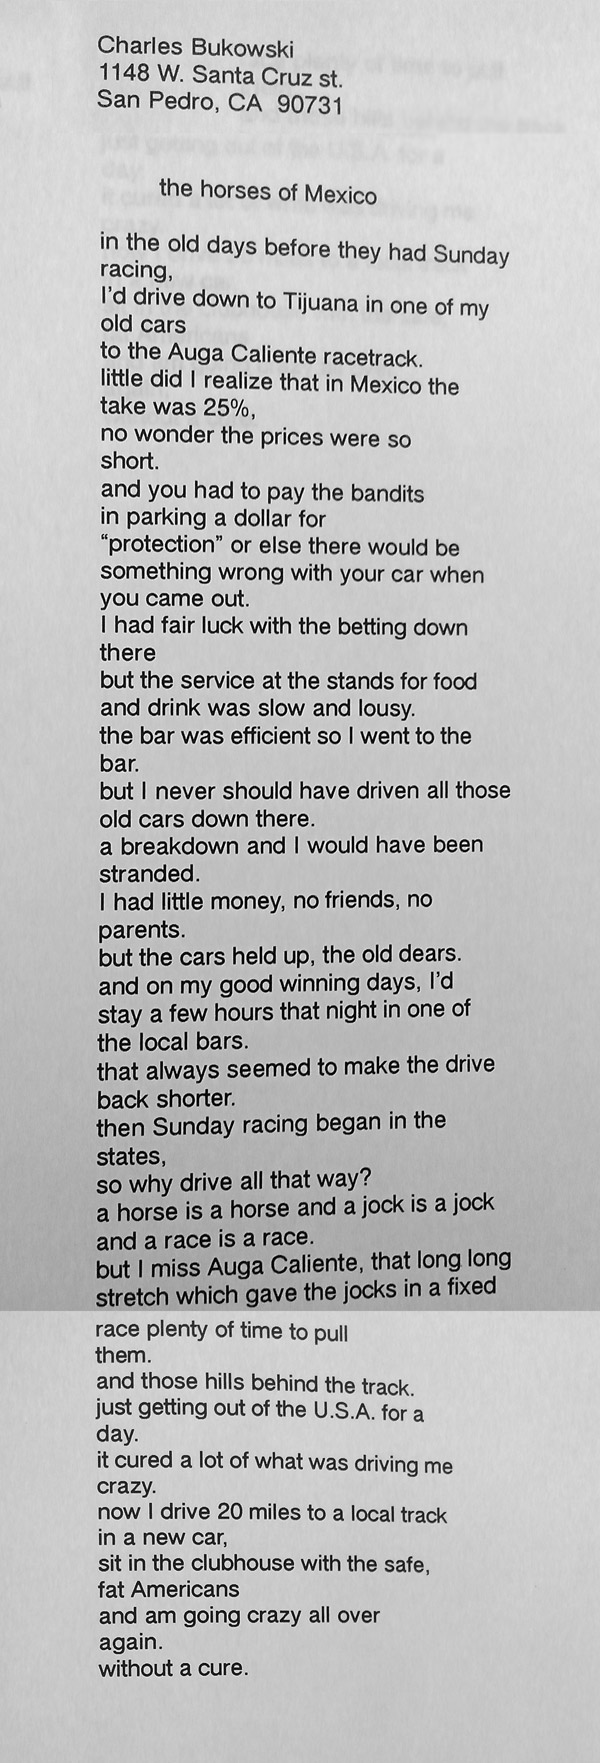 Charles Bukowski
1148 W. Santa Cruz st.
San Pedro, CA  90731
the horses of Mexico
in the old days before they had Sunday
racing,
I'd drive down to Tijuana in one of my
old cars
to the Auga Caliente racetrack.
little did I realize that in Mexico the
take was 25%,
no wonder the prices were so
short.
and you had to pay the bandits
in parking a dollar for
“protection” or else there would be
something wrong with your car when
you came out.
I had fair luck with the betting down
there
but the service at the stands for food
and drink was slow and lousy.
the bar was efficient so I went to the
bar.
but I never should have driven all those
old cars down there.
a breakdown and I would have been
stranded.
I had little money, no friends, no
parents.
but the cars held up, the old dears.
and on my good winning days, I'd
stay a few hours that night in one of
the local bars.
that always seemed to make the drive
back shorter.
then Sunday racing began in the
states,
so why drive all that way?
a horse is a horse and a jock is a jock
and a race is a race.
but I miss Auga Caliente, that long long
stretch which gave the jocks in a fixed
race plenty of time to pull
them.
and those hills behind the track.
just getting out of the U.S.A. for a
day.
it cured a lot of what was driving me
crazy.
now I drive 20 miles to a local track
in a new car,
sit in the clubhouse with the safe,
fat Americans
and am going crazy all over
again.
without a cure.